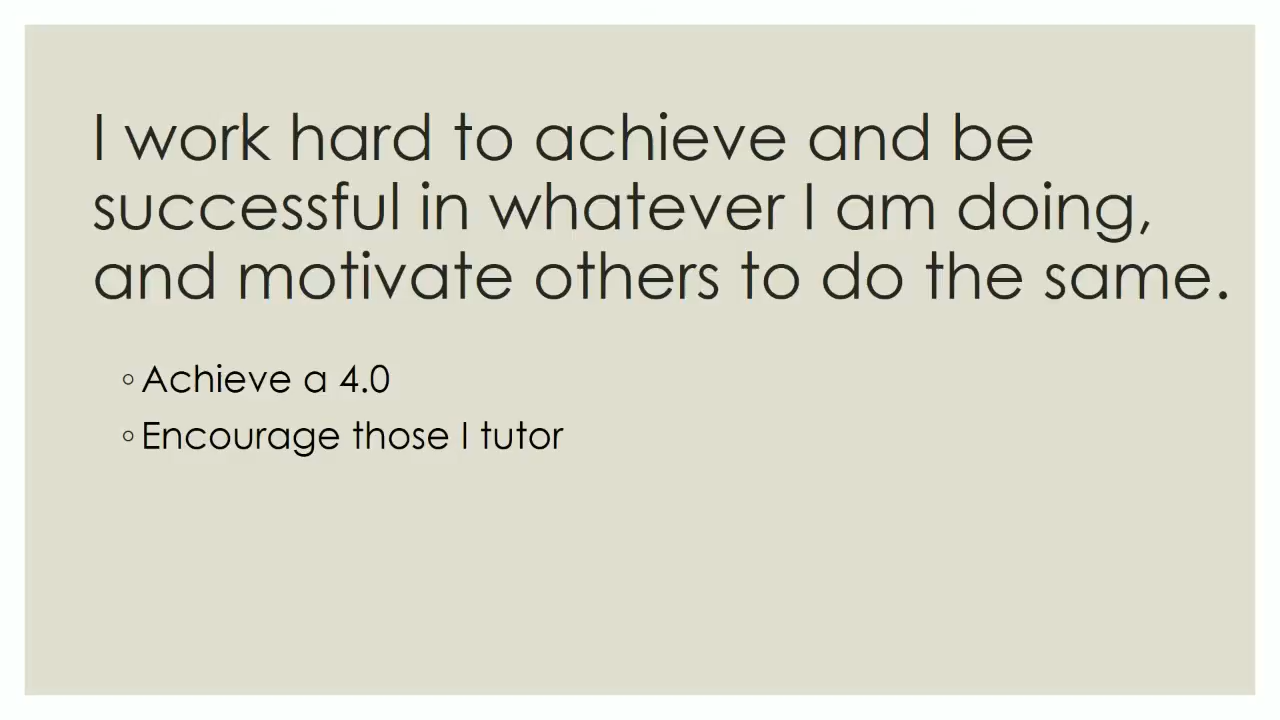 I work hard to achieve and be
successful in whatever I am doing,
and motivate others to do the same.
◦ Achieve a 4.0
◦ Encourage those I tutor